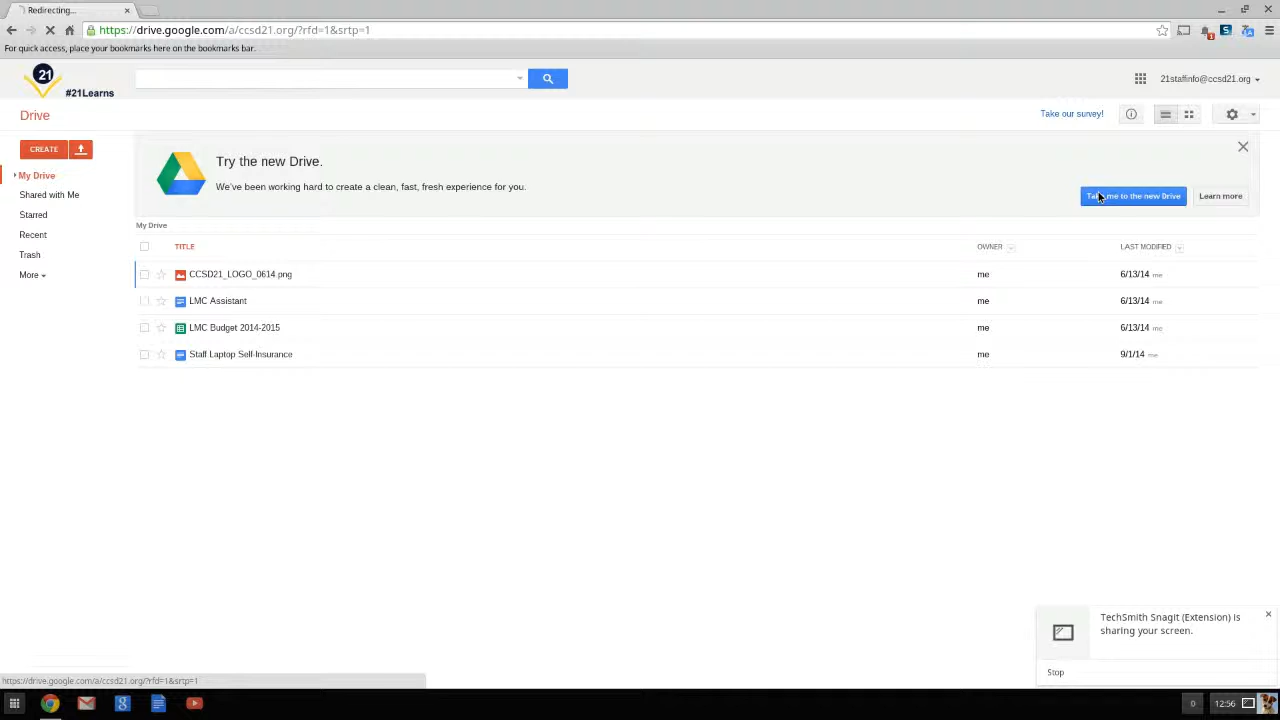 Redirecting...
https://drive.google.com/a/ccsd21.org/?rfd=1&srtp=1
For quick access, place your bookmarks here on the bookmarks bar.
21
#21Learns
21staffinfo@ccsd21.org
Drive
Take our survey!
CREATE
Try the new Drive.
We've been working hard to create a clean, fast, fresh experience for you.
Take me to the new Drive
Learn more
My Drive
Shared with Me
Starred
Recent
Trash
More
My Drive
TITLE
OWNER
LAST MODIFIED
CCSD21_LOGO_0614.png
me
6/13/14 me
LMC Assistant
me
6/13/14 me
LMC Budget 2014-2015
me
6/13/14 me
Staff Laptop Self-Insurance
me
9/1/14 me
TechSmith Snagit (Extension) is
sharing your screen.
Stop
https://drive.google.com/a/ccsd21.org/?rfd=1&srtp=1
0
12:56